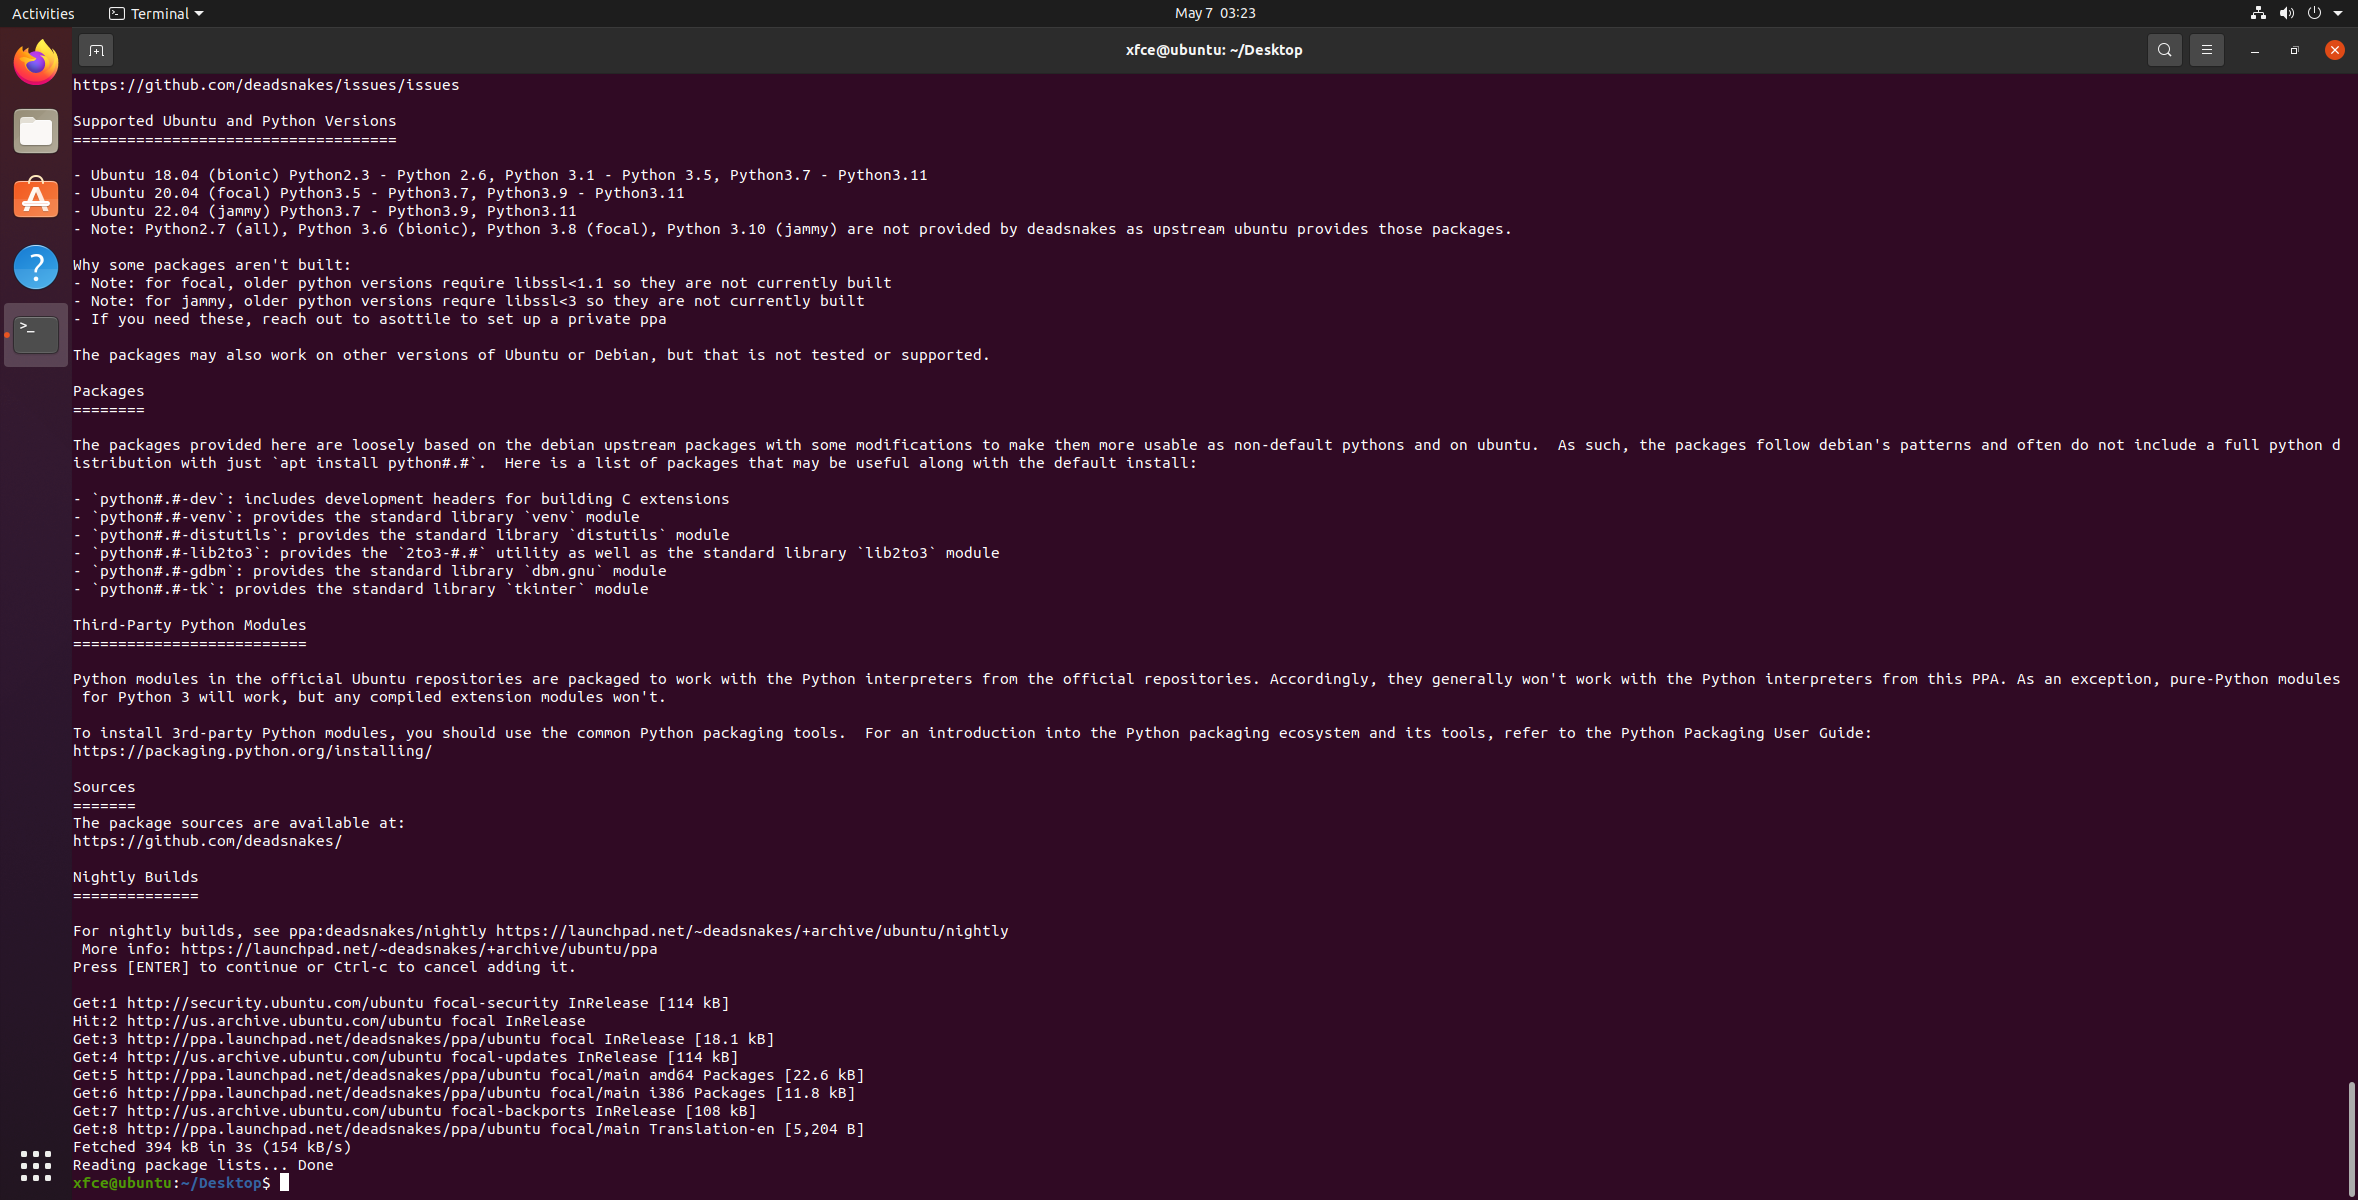 Activities
Terminal
May 7 03:23
xfce@ubuntu: ~/Desktop
https://github.com/deadsnakes/issues/issues
Supported Ubuntu and Python Versions
====================================
- Ubuntu 18.04 (bionic) Python2.3 - Python 2.6, Python 3.1 - Python 3.5, Python3.7 - Python3.11
- Ubuntu 20.04 (focal) Python3.5 - Python3.7, Python3.9 - Python3.11
- Ubuntu 22.04 (jammy) Python3.7 - Python3.9, Python3.11
- Note: Python2.7 (all), Python 3.6 (bionic), Python 3.8 (focal), Python 3.10 (jammy) are not provided by deadsnakes as upstream ubuntu provides those packages.
Why some packages aren't built:
- Note: for focal, older python versions require libssl<1.1 so they are not currently built
- Note: for jammy, older python versions requre libssl<3 so they are not currently built
- If you need these, reach out to asottile to set up a private ppa
The packages may also work on other versions of Ubuntu or Debian, but that is not tested or supported.
Packages
========
The packages provided here are loosely based on the debian upstream packages with some modifications to make them more usable as non-default pythons and on ubuntu.  As such, the packages follow debian's patterns and often do not include a full python d
istribution with just `apt install python#.#`.  Here is a list of packages that may be useful along with the default install:
- `python#.#-dev`: includes development headers for building C extensions
- `python#.#-venv`: provides the standard library `venv` module
- `python#.#-distutils`: provides the standard library `distutils` module
- `python#.#-lib2to3`: provides the `2to3-#.#` utility as well as the standard library `lib2to3` module
- `python#.#-gdbm`: provides the standard library `dbm.gnu` module
- `python#.#-tk`: provides the standard library `tkinter` module
Third-Party Python Modules
==========================
Python modules in the official Ubuntu repositories are packaged to work with the Python interpreters from the official repositories. Accordingly, they generally won't work with the Python interpreters from this PPA. As an exception, pure-Python modules
 for Python 3 will work, but any compiled extension modules won't.
To install 3rd-party Python modules, you should use the common Python packaging tools.  For an introduction into the Python packaging ecosystem and its tools, refer to the Python Packaging User Guide:
https://packaging.python.org/installing/
Sources
=======
The package sources are available at:
https://github.com/deadsnakes/
Nightly Builds
==============
For nightly builds, see ppa:deadsnakes/nightly https://launchpad.net/~deadsnakes/+archive/ubuntu/nightly
 More info: https://launchpad.net/~deadsnakes/+archive/ubuntu/ppa
Press [ENTER] to continue or Ctrl-c to cancel adding it.
Get:1 http://security.ubuntu.com/ubuntu focal-security InRelease [114 kB]
Hit:2 http://us.archive.ubuntu.com/ubuntu focal InRelease
Get:3 http://ppa.launchpad.net/deadsnakes/ppa/ubuntu focal InRelease [18.1 kB]
Get:4 http://us.archive.ubuntu.com/ubuntu focal-updates InRelease [114 kB]
Get:5 http://ppa.launchpad.net/deadsnakes/ppa/ubuntu focal/main amd64 Packages [22.6 kB]
Get:6 http://ppa.launchpad.net/deadsnakes/ppa/ubuntu focal/main i386 Packages [11.8 kB]
Get:7 http://us.archive.ubuntu.com/ubuntu focal-backports InRelease [108 kB]
Get:8 http://ppa.launchpad.net/deadsnakes/ppa/ubuntu focal/main Translation-en [5,204 B]
Fetched 394 kB in 3s (154 kB/s)
Reading package lists... Done
xfce@ubuntu:~/Desktop$